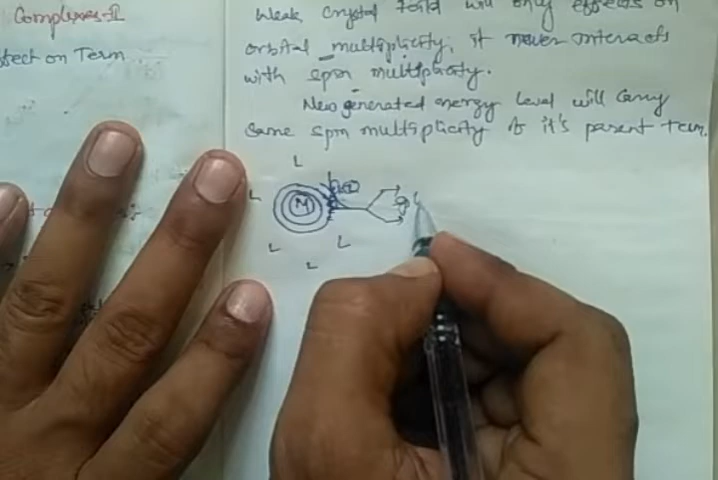 Complexes-II
fect on Term
Weak Crystal field will only effects on
orbital multiplicity, it never interacts
with spin multiplicity.
New generated energy level will carry
same spin multiplicity of it's parent term.
L
L
M
L
L
L